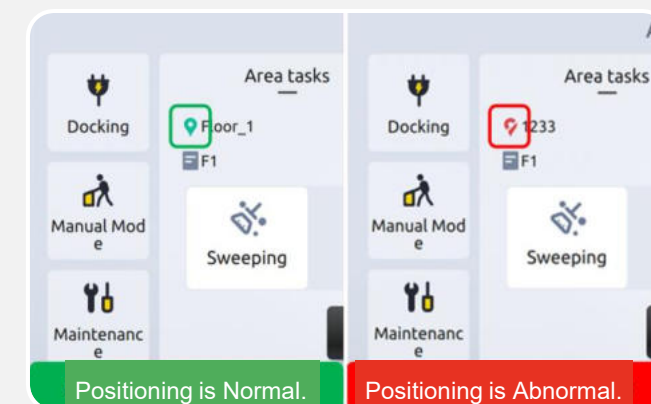 Area tasks
Docking
Floor_1
F1
Manual Mod
e
Sweeping
Maintenanc
e
Positioning is Normal.
Area tasks
Docking
1233
F1
Manual Mod
e
Sweeping
Maintenanc
e
Positioning is Abnormal.